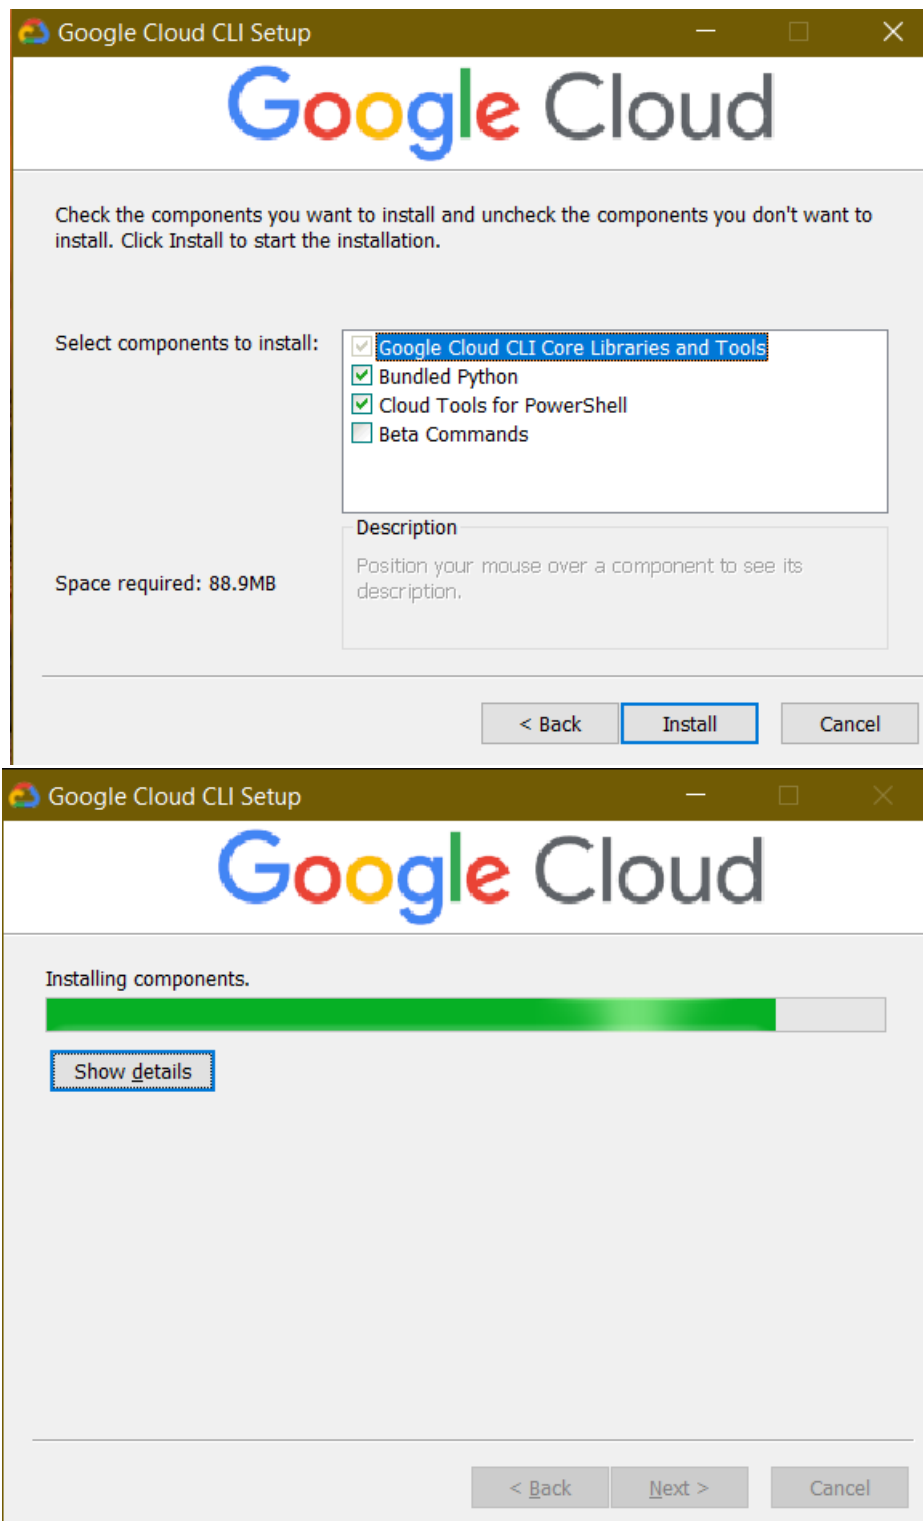 Google Cloud CLI Setup
Google Cloud
Check the components you want to install and uncheck the components you don't want to
install. Click Install to start the installation.
Select components to install:
Google Cloud CLI Core Libraries and Tools
Bundled Python
Cloud Tools for PowerShell
Beta Commands
Description
Position your mouse over a component to see its
description.
Space required: 88.9MB
< Back
Install
Cancel
Google Cloud CLI Setup
Google Cloud
Installing components.
Show details
< Back
Next >
Cancel